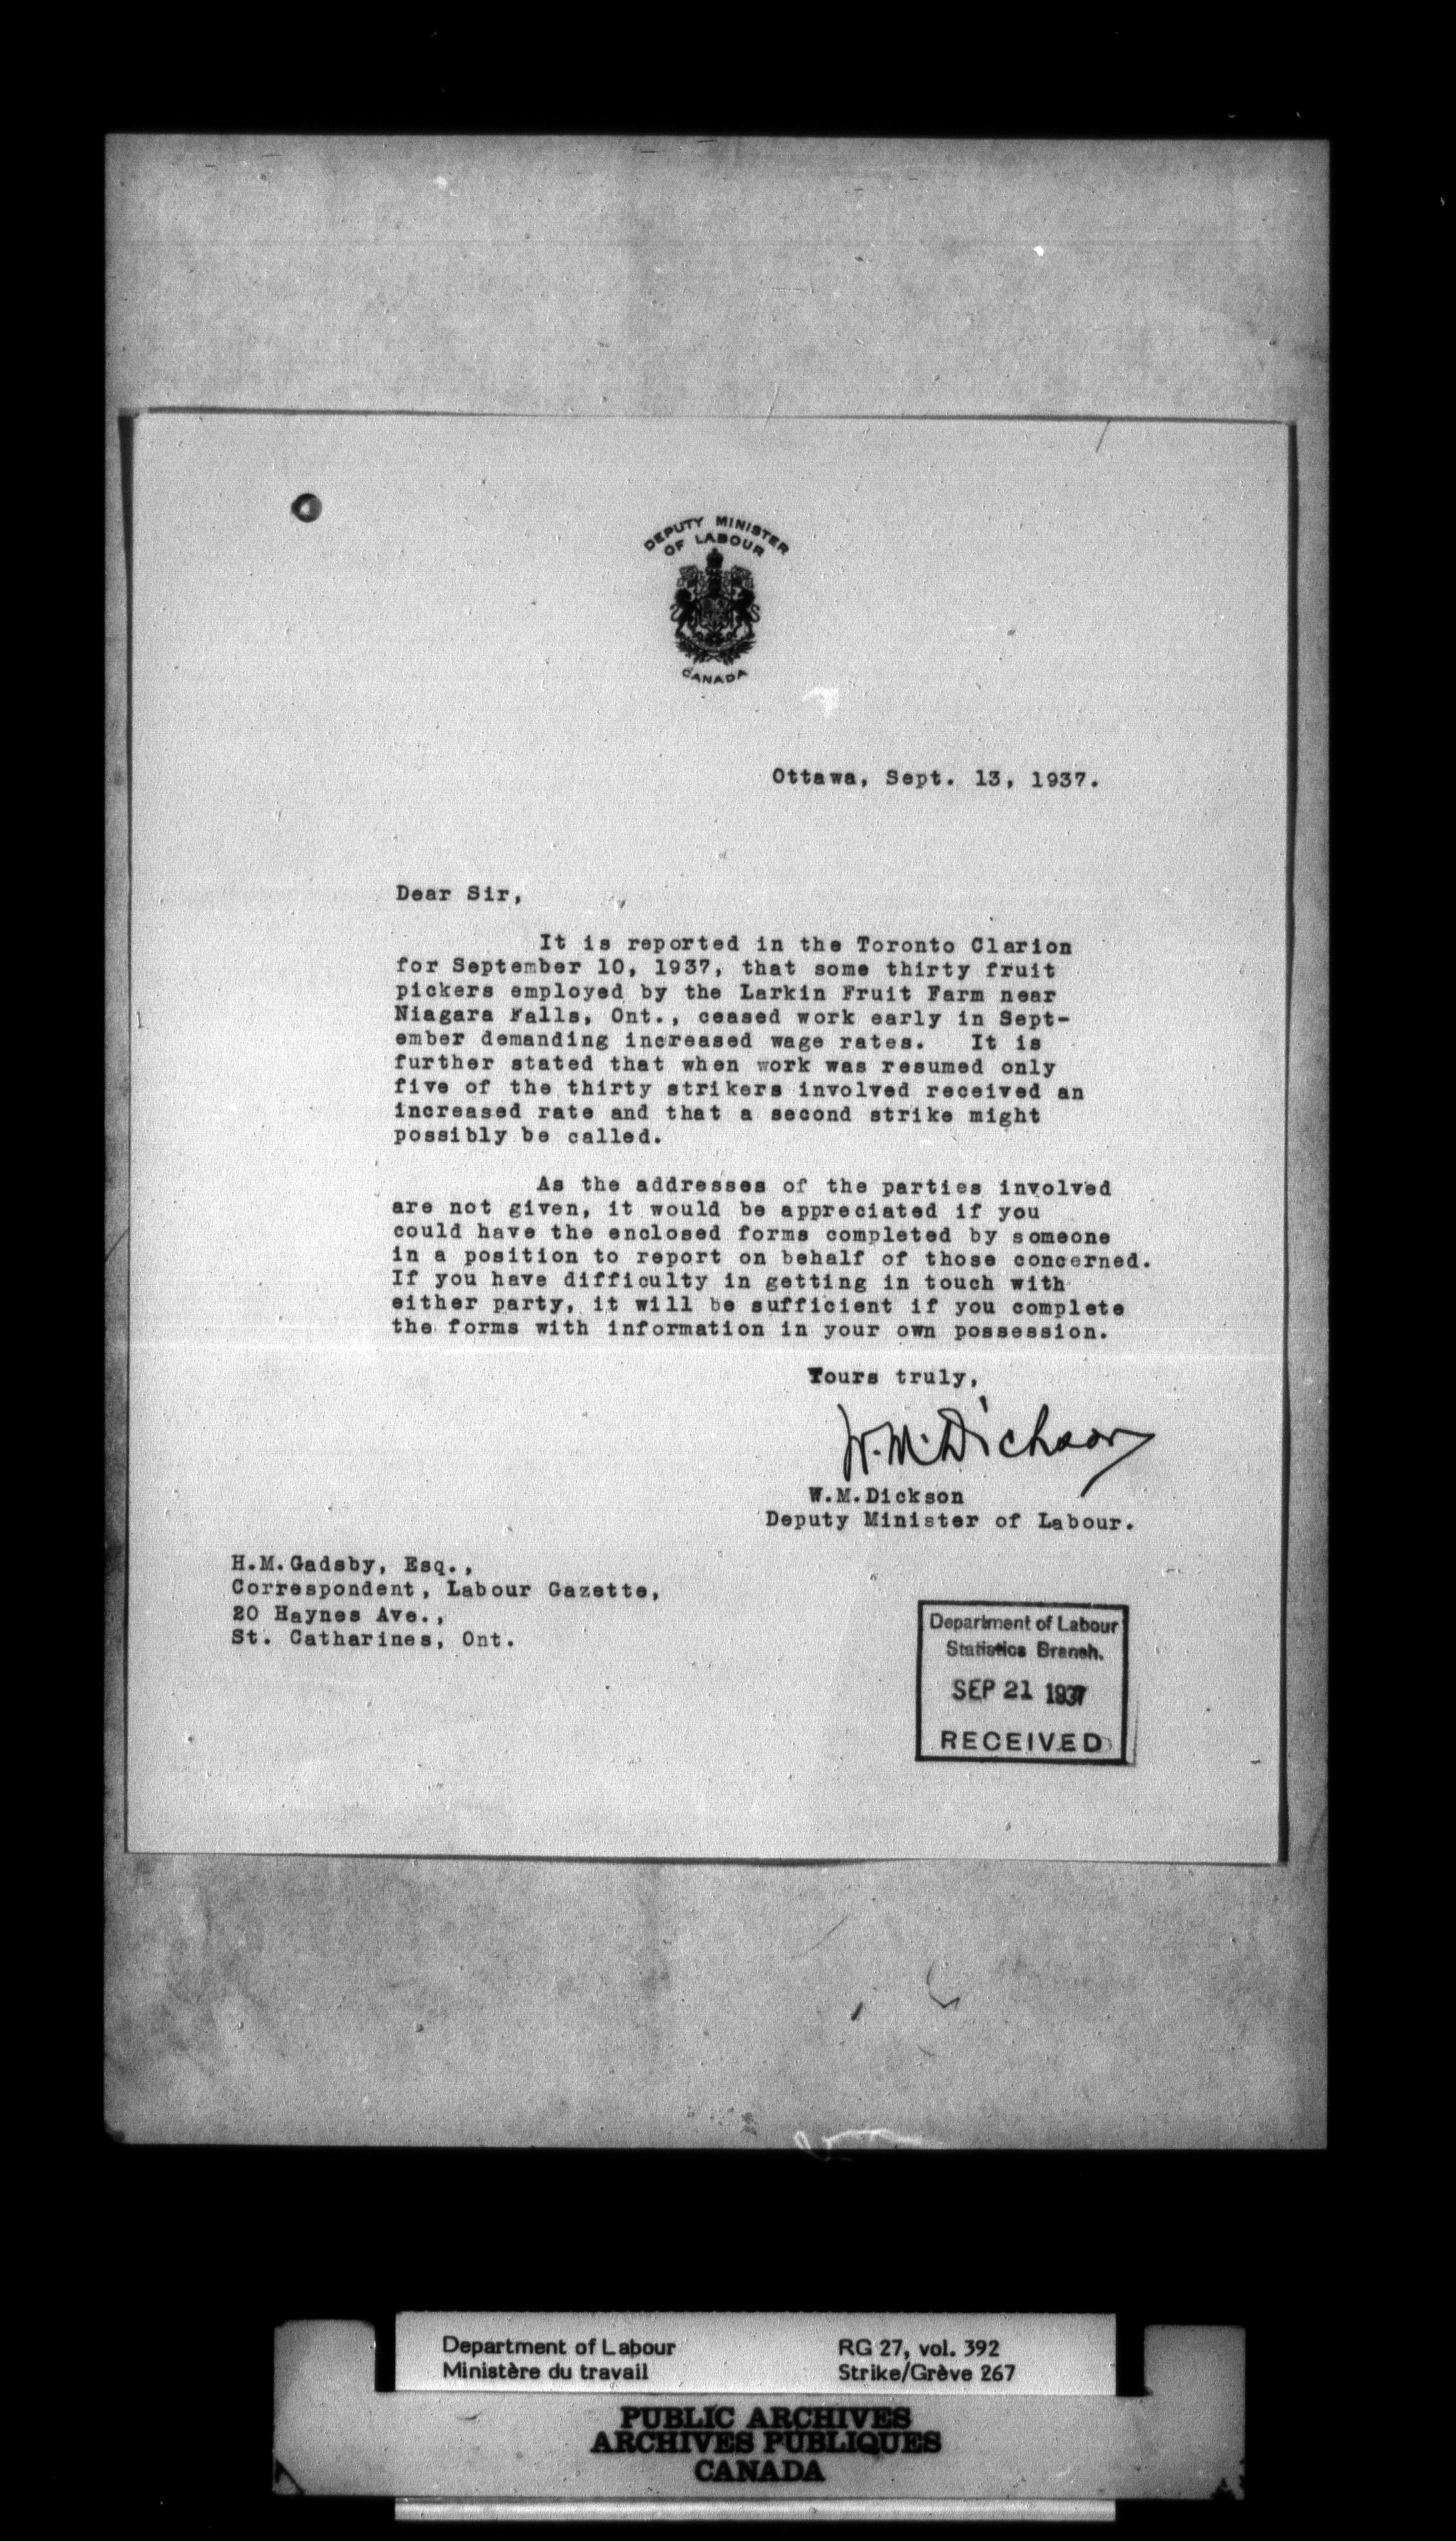 DEPUTY MINISTER
OF LABOUR
CANADA
Ottawa, Sept. 13, 1937.
Dear Sir,
It is reported in the Toronto Clarion
for September 10, 1937, that some thirty fruit
pickers employed by the Larkin Fruit Farm near
Niagara Falls, Ont., ceased work early in Sept-
ember demanding increased wage rates. It is
further stated that when work was resumed only
five of the thirty strikers involved received an
increased rate and that a second strike might
possibly be called.
As the addresses of the parties involved
are not given, it would be appreciated if you
could have the enclosed forms completed by someone
in a position to report on behalf of those concerned.
If you have difficulty in getting in touch with
either party, it will be sufficient if you complete
the forms with information in your own possession.
Yours truly,
W.M. Dickson
W.M.Dickson
Deputy Minister of Labour.
H.M.Gadsby, Esq.,
Correspondent, Labour Gazette,
20 Haynes Ave.,
St. Catharines, Ont.
Department of Labour
Statistics Branch.
SEP 21 1937
RECEIVED
Department of Labour
Ministère du travail
RG 27, vol. 392
Strike/Grève 267
PUBLIC ARCHIVES
ARCHIVES PUBLIQUES
CANADA